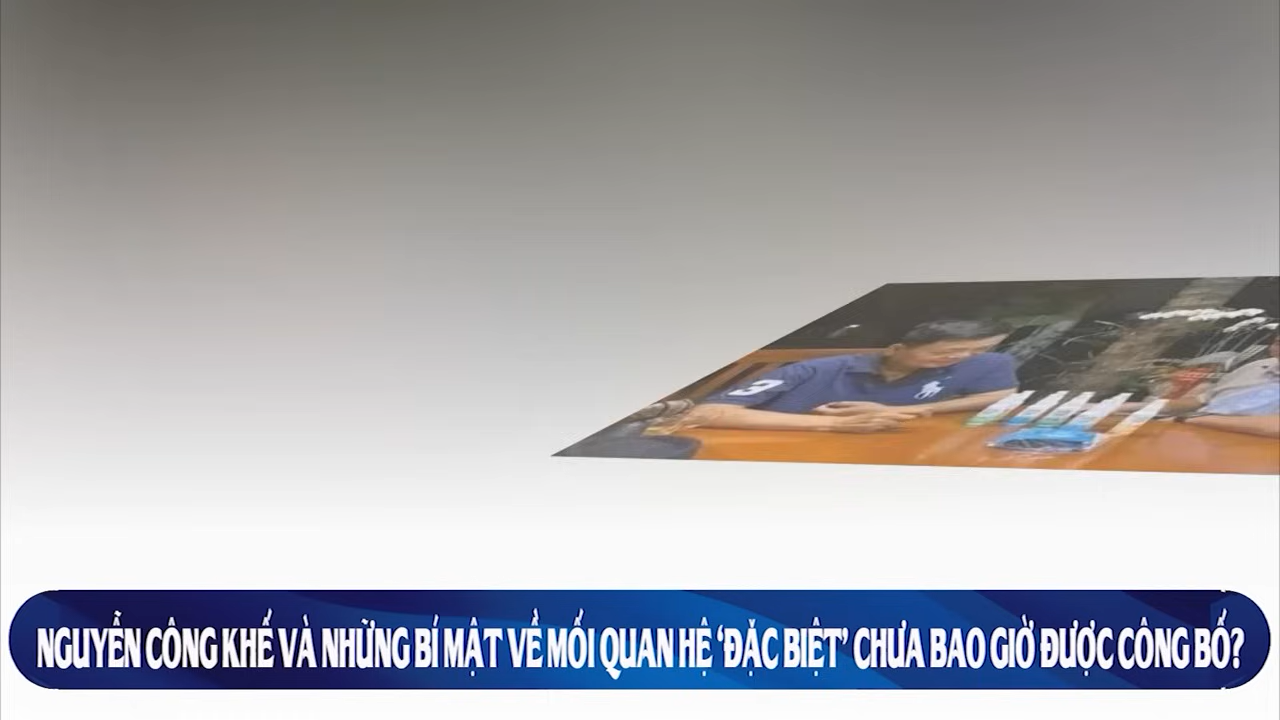 NGUYỄN CÔNG KHẾ VÀ NHỮNG BÍ MẬT VỀ MỐI QUAN HỆ ‘ĐẶC BIỆT’ CHƯA BAO GIỜ ĐƯỢC CÔNG BỐ?
3